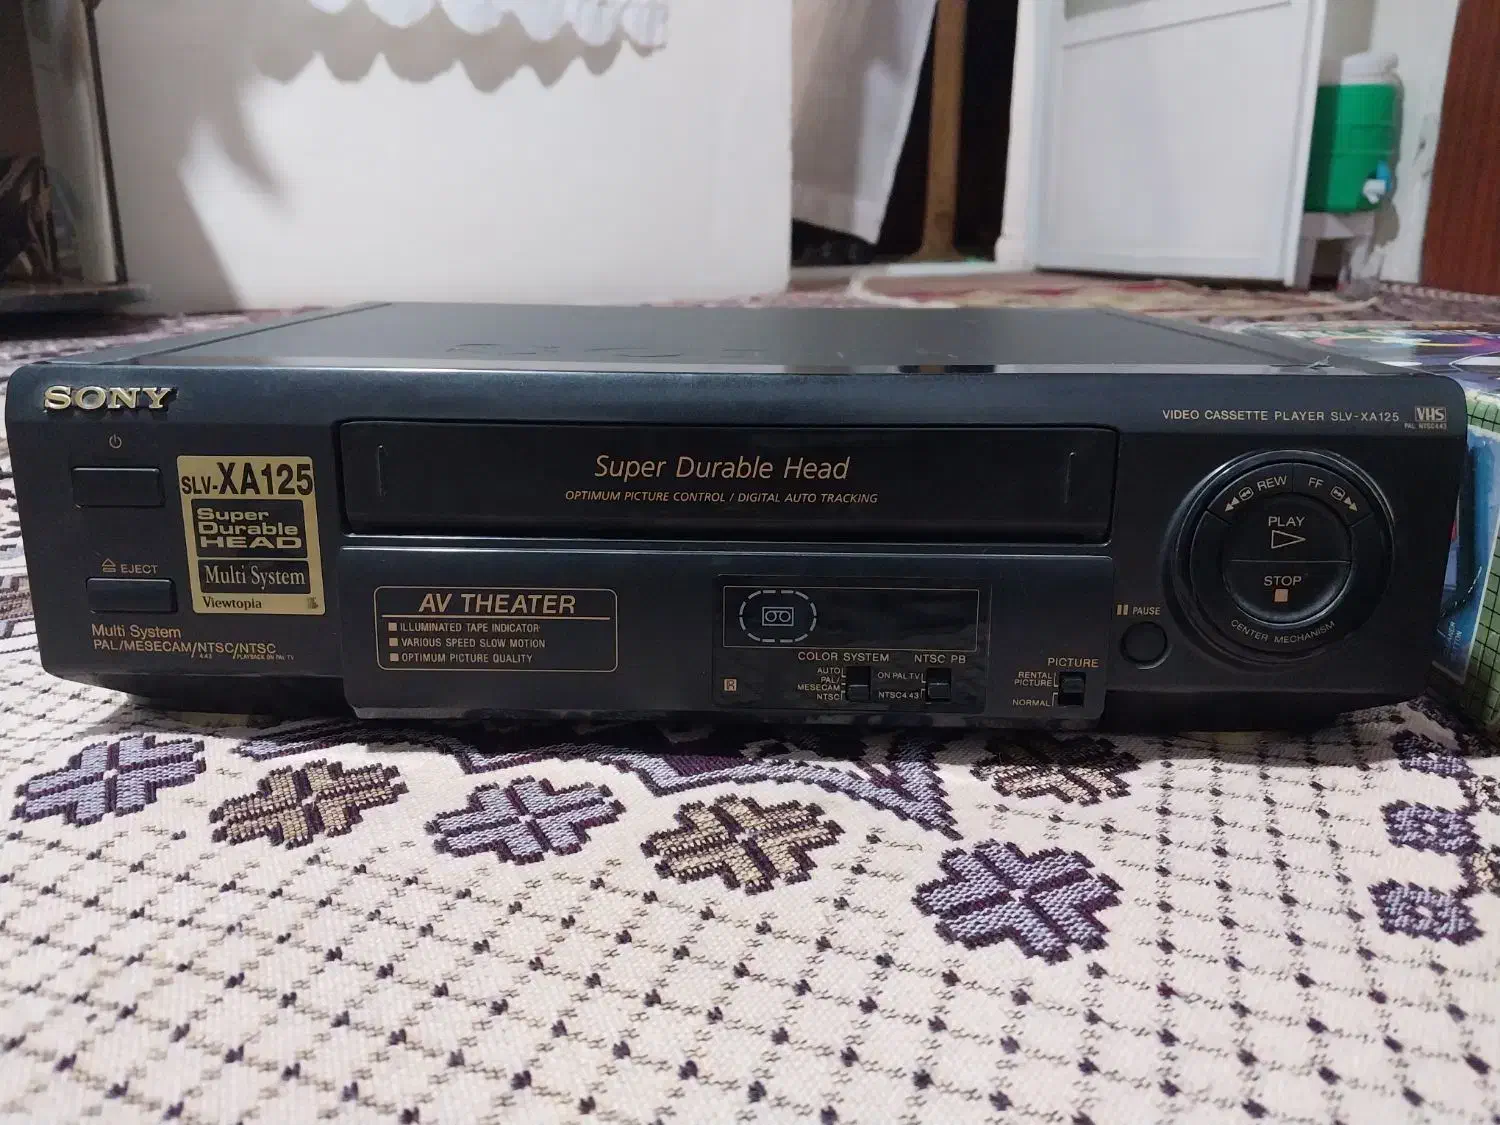 SONY
VIDEO CASSETTE PLAYER SLV-XA125 VHS
PAL NTSC4.43
SLV-XA125
Super
Durable
HEAD
Multi System
Viewtopia
EJECT
Multi System
PAL/MESECAM/NTSC/NTSC
4.43 PLAYBACK ON PAL TV
Super Durable Head
OPTIMUM PICTURE CONTROL / DIGITAL AUTO TRACKING
AV THEATER
ILLUMINATED TAPE INDICATOR
VARIOUS SPEED SLOW MOTION
OPTIMUM PICTURE QUALITY
COLOR SYSTEM
AUTO
PAL/
MESECAM
NTSC
NTSC PB
ON PAL TV
NTSC4.43
PICTURE
RENTAL
PICTURE
NORMAL
REW
FF
PLAY
STOP
PAUSE
CENTER MECHANISM